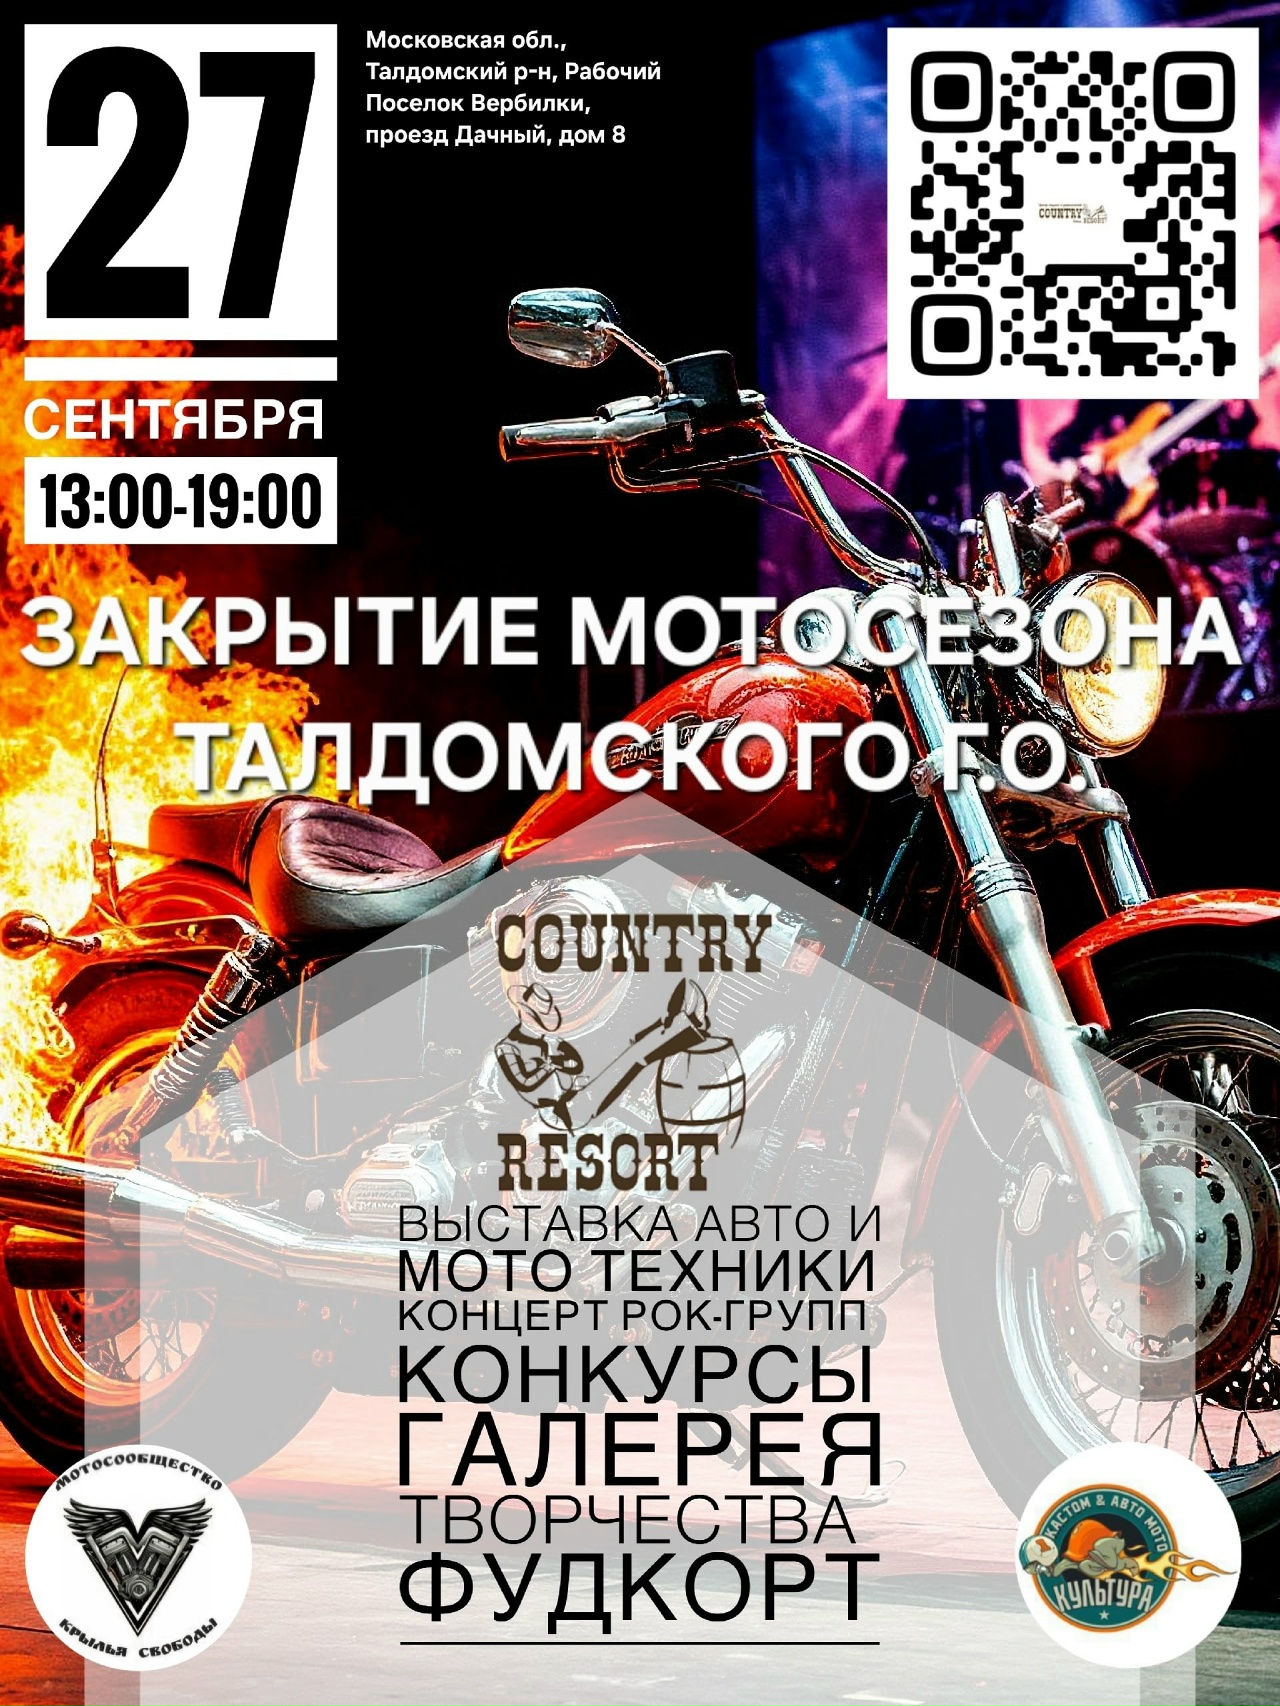 27
СЕНТЯБРЯ
13:00-19:00
Московская обл.,
Талдомский р-н, Рабочий
Поселок Вербилки,
проезд Дачный, дом 8
COUNTRY
RESORT
ЗАКРЫТИЕ МОТОСЕЗОНА
ТАЛДОМСКОГО Г.О.
COUNTRY
RESORT
ВЫСТАВКА АВТО И
МОТО ТЕХНИКИ
КОНЦЕРТ РОК-ГРУПП
КОНКУРСЫ
ГАЛЕРЕЯ
ТВОРЧЕСТВА
ФУДКОРТ
МОТОСООБЩЕСТВО
КРЫЛЬЯ СВОБОДЫ
КАСТОМ & АВТО МОТО
КУЛЬТУРА